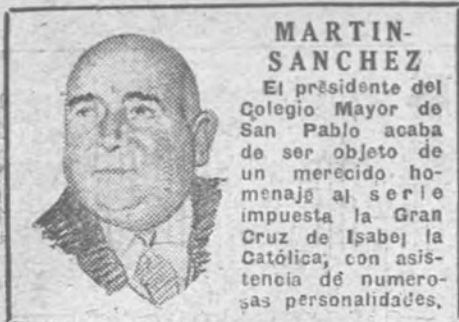 MARTIN-
SANCHEZ
El présidente del
Colegio Mayor de
San Pablo acaba
de ser objeto de
un merecido ho-
menaje al serle
impuesta la Gran
Cruz de Isabel la
Católica, con asis-
tencia de numero-
sas personalidades.